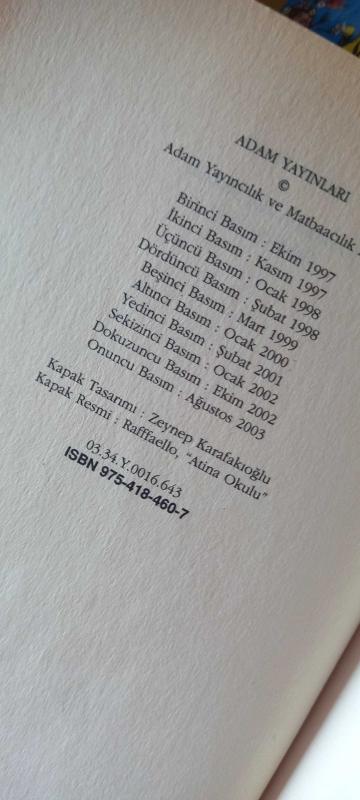 ADAM YAYINLARI
©
Adam Yayıncılık ve Matbaacılık
Birinci Basım : Ekim 1997
İkinci Basım : Kasım 1997
Üçüncü Basım : Ocak 1998
Dördüncü Basım : Şubat 1998
Beşinci Basım : Mart 1999
Altıncı Basım : Ocak 2000
Yedinci Basım : Şubat 2001
Sekizinci Basım : Ocak 2002
Dokuzuncu Basım : Ekim 2002
Onuncu Basım : Ağustos 2003
Kapak Tasarımı : Zeynep Karafakıoğlu
Kapak Resmi : Rafffaello, “Atina Okulu”
03.34.Y.0016.643
ISBN 975-418-460-7